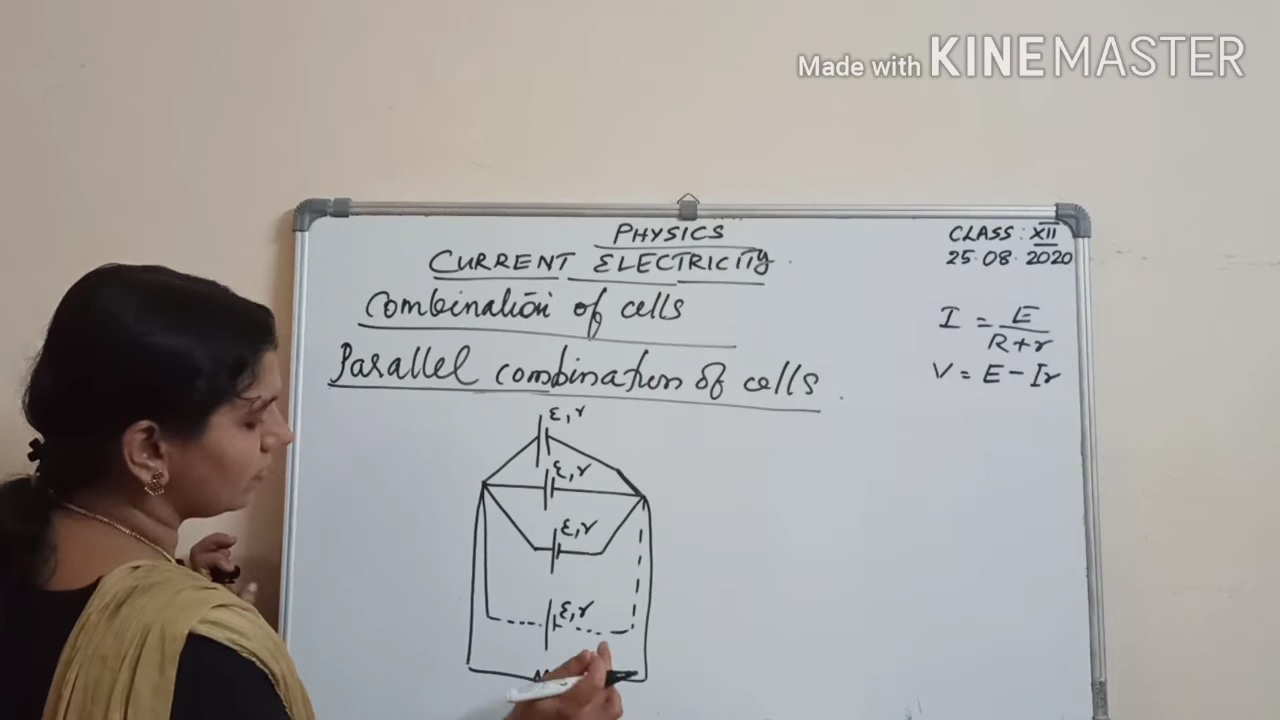 Made with KINEMASTER
PHYSICS
CLASS: XII
CURRENT ELECTRICITY.
25.08.2020
Combination of cells
I = E / R+r
Parallel combination of cells.
V = E - Ir
ε, r
ε, r
ε, r
ε, r